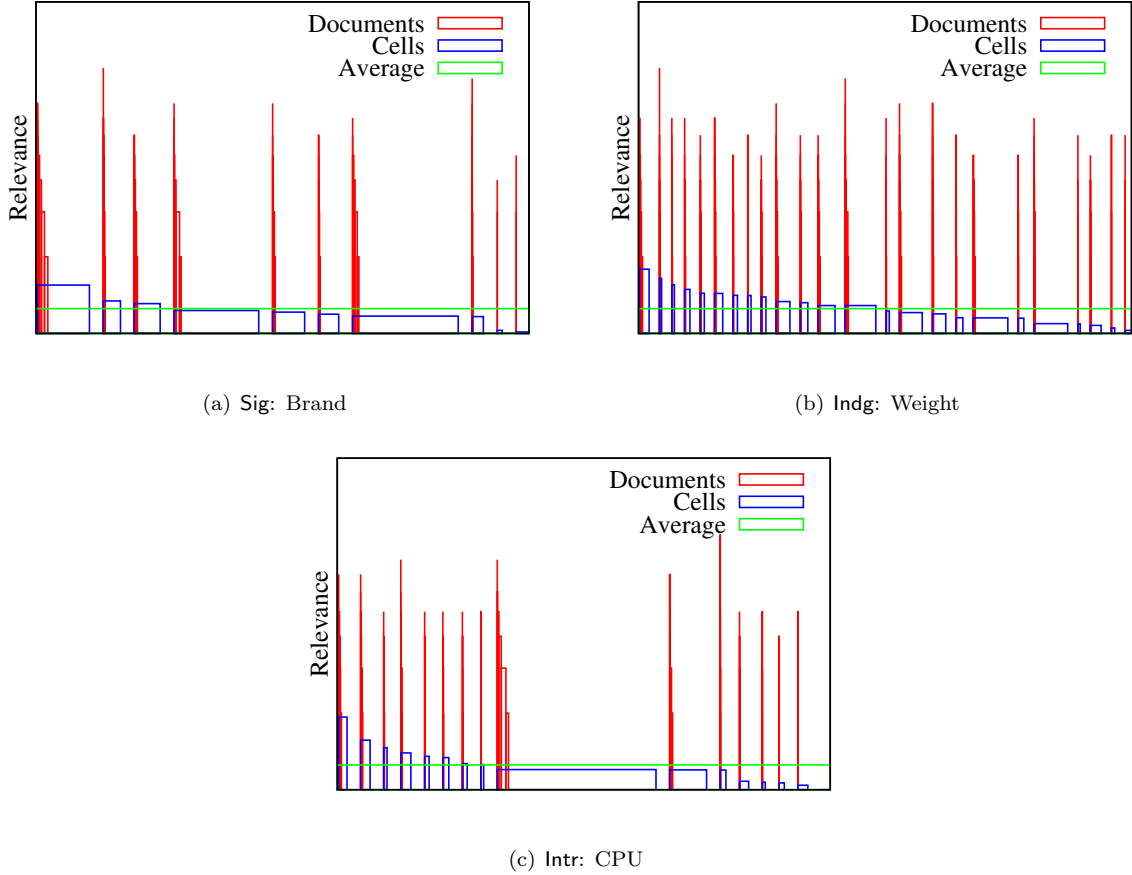 Documents
Cells
Average
Relevance
(a) Sig: Brand
Documents
Cells
Average
Relevance
(b) Indg: Weight
Documents
Cells
Average
Relevance
(c) Intr: CPU